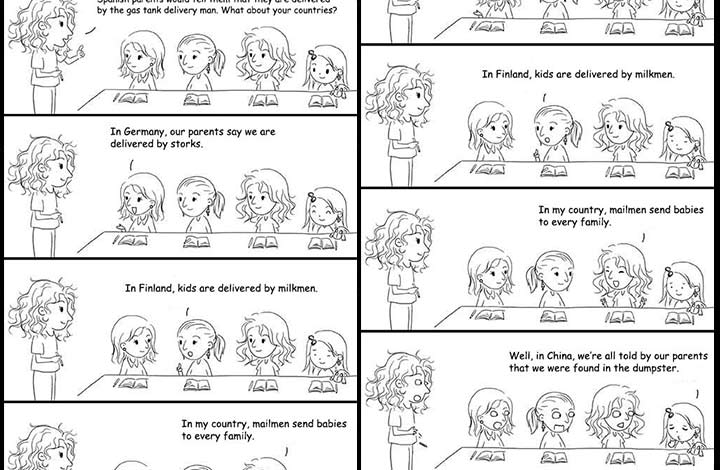 Spanish parents would tell them that they are delivered
by the gas tank delivery man. What about your countries?
In Germany, our parents say we are
delivered by storks.
In Finland, kids are delivered by milkmen.
In my country, mailmen send babies
to every family.
In Finland, kids are delivered by milkmen.
In my country, mailmen send babies
to every family.
Well, in China, we're all told by our parents
that we were found in the dumpster.